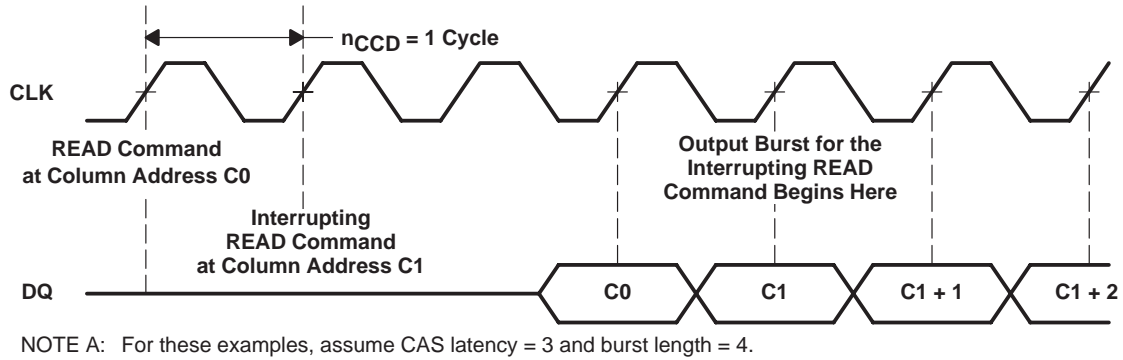 nCCD = 1 Cycle
CLK
READ Command
at Column Address C0
Output Burst for the
Interrupting READ
Command Begins Here
Interrupting
READ Command
at Column Address C1
DQ
C0
C1
C1 + 1
C1 + 2
NOTE A: For these examples, assume CAS latency = 3 and burst length = 4.